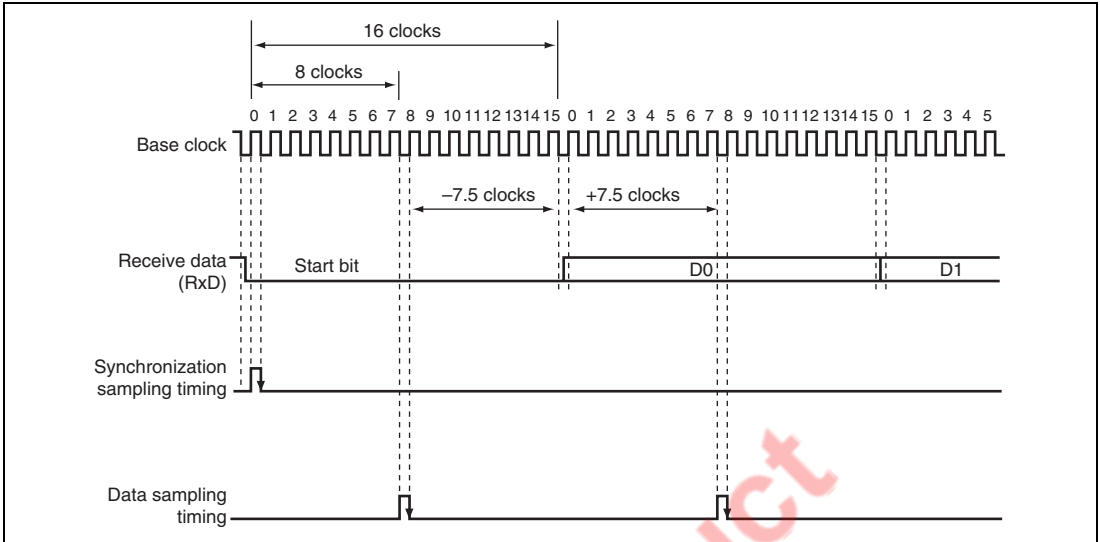 16 clocks
8 clocks
0 1 2 3 4 5 6 7 8 9 10 11 12 13 14 15 0 1 2 3 4 5 6 7 8 9 10 11 12 13 14 15 0 1 2 3 4 5
Base clock
–7.5 clocks +7.5 clocks
Receive data
(RxD)
Start bit D0 D1
Synchronization
sampling timing
Data sampling
timing
uct